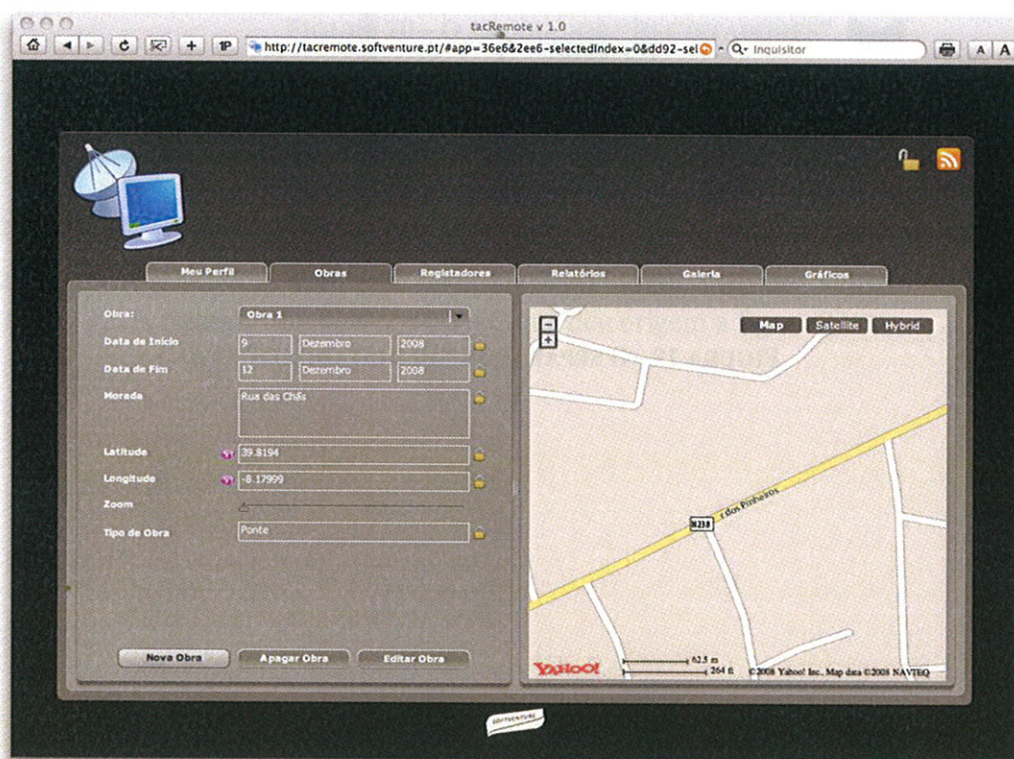 tacRemote v 1.0
1P
http://tacremote.softventure.pt/#app=36e6&2ee6-selectedIndex=0&dd92-sel
Inquisitor
A A
Meu Perfil
Obras
Registadores
Relatórios
Galeria
Gráficos
Obra:
Obra 1
Data de Início
9
Dezembro
2008
Data de Fim
12
Dezembro
2008
Morada
Rua das Chãs
Latitude
39.8194
Longitude
-8.17999
Zoom
Tipo de Obra
Ponte
Nova Obra
Apagar Obra
Editar Obra
Map
Satellite
Hybrid
r dos Pinheiros
N238
YAHOO!
62.5 m
264 ft
©2008 Yahoo! Inc., Map data ©2008 NAVTEQ
SOFTVENTURE